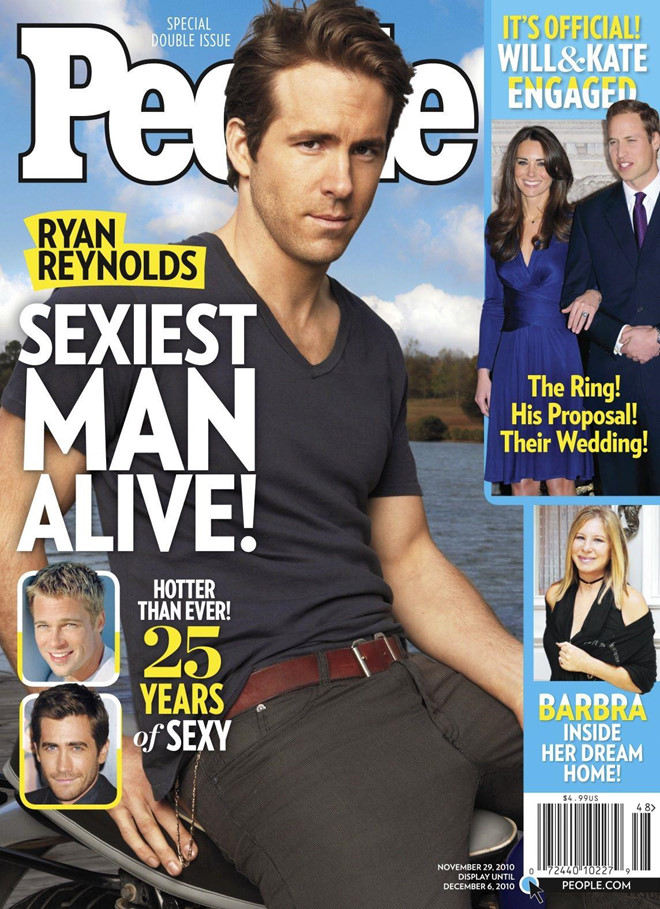 SPECIAL
DOUBLE ISSUE
People
IT'S OFFICIAL!
WILL&KATE
ENGAGED
RYAN
REYNOLDS
SEXIEST
MAN
ALIVE!
The Ring!
His Proposal!
Their Wedding!
HOTTER
THAN EVER!
25
YEARS
of SEXY
BARBRA
INSIDE
HER DREAM
HOME!
$4.99US
48>
0 72440 10227 9
NOVEMBER 29, 2010
DISPLAY UNTIL
DECEMBER 6, 2010
PEOPLE.COM